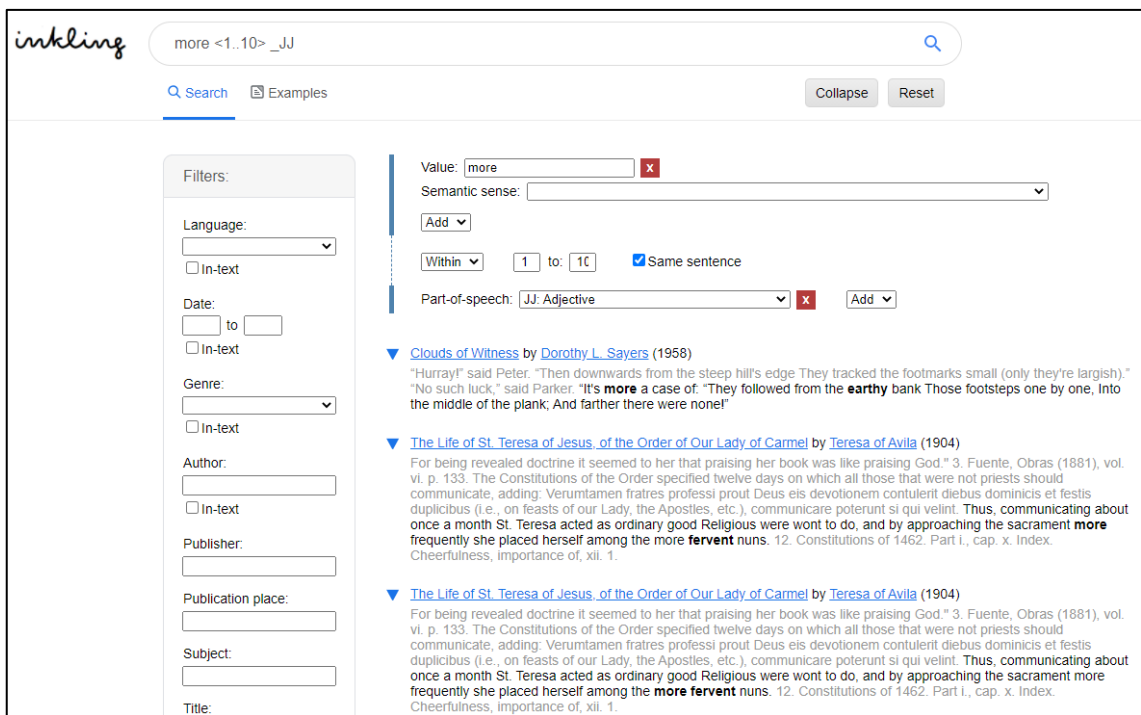 inkling
more <1..10> _JJ
Search Examples Collapse Reset
Filters:
Language:
In-text
Date:
to
In-text
Genre:
In-text
Author:
In-text
Publisher:
Publication place:
Subject:
Title:
Value: more x
Semantic sense:
Add
Within 1 to: 10 Same sentence
Part-of-speech: JJ: Adjective x Add
Clouds of Witness by Dorothy L. Sayers (1958)
“Hurray!” said Peter. “Then downwards from the steep hill's edge They tracked the footmarks small (only they're largish).”
“No such luck,” said Parker. “It's more a case of: “They followed from the earthy bank Those footsteps one by one, Into
the middle of the plank; And farther there were none!”
The Life of St. Teresa of Jesus, of the Order of Our Lady of Carmel by Teresa of Avila (1904)
For being revealed doctrine it seemed to her that praising her book was like praising God." 3. Fuente, Obras (1881), vol.
vi. p. 133. The Constitutions of the Order specified twelve days on which all those that were not priests should
communicate, adding: Verumtamen fratres professi prout Deus eis devotionem contulerit diebus dominicis et festis
duplicibus (i.e., on feasts of our Lady, the Apostles, etc.), communicare poterunt si qui velint. Thus, communicating about
once a month St. Teresa acted as ordinary good Religious were wont to do, and by approaching the sacrament more
frequently she placed herself among the more fervent nuns. 12. Constitutions of 1462. Part i., cap. x. Index.
Cheerfulness, importance of, xii. 1.
The Life of St. Teresa of Jesus, of the Order of Our Lady of Carmel by Teresa of Avila (1904)
For being revealed doctrine it seemed to her that praising her book was like praising God." 3. Fuente, Obras (1881), vol.
vi. p. 133. The Constitutions of the Order specified twelve days on which all those that were not priests should
communicate, adding: Verumtamen fratres professi prout Deus eis devotionem contulerit diebus dominicis et festis
duplicibus (i.e., on feasts of our Lady, the Apostles, etc.), communicare poterunt si qui velint. Thus, communicating about
once a month St. Teresa acted as ordinary good Religious were wont to do, and by approaching the sacrament more
frequently she placed herself among the more fervent nuns. 12. Constitutions of 1462. Part i., cap. x. Index.
Cheerfulness, importance of, xii. 1.